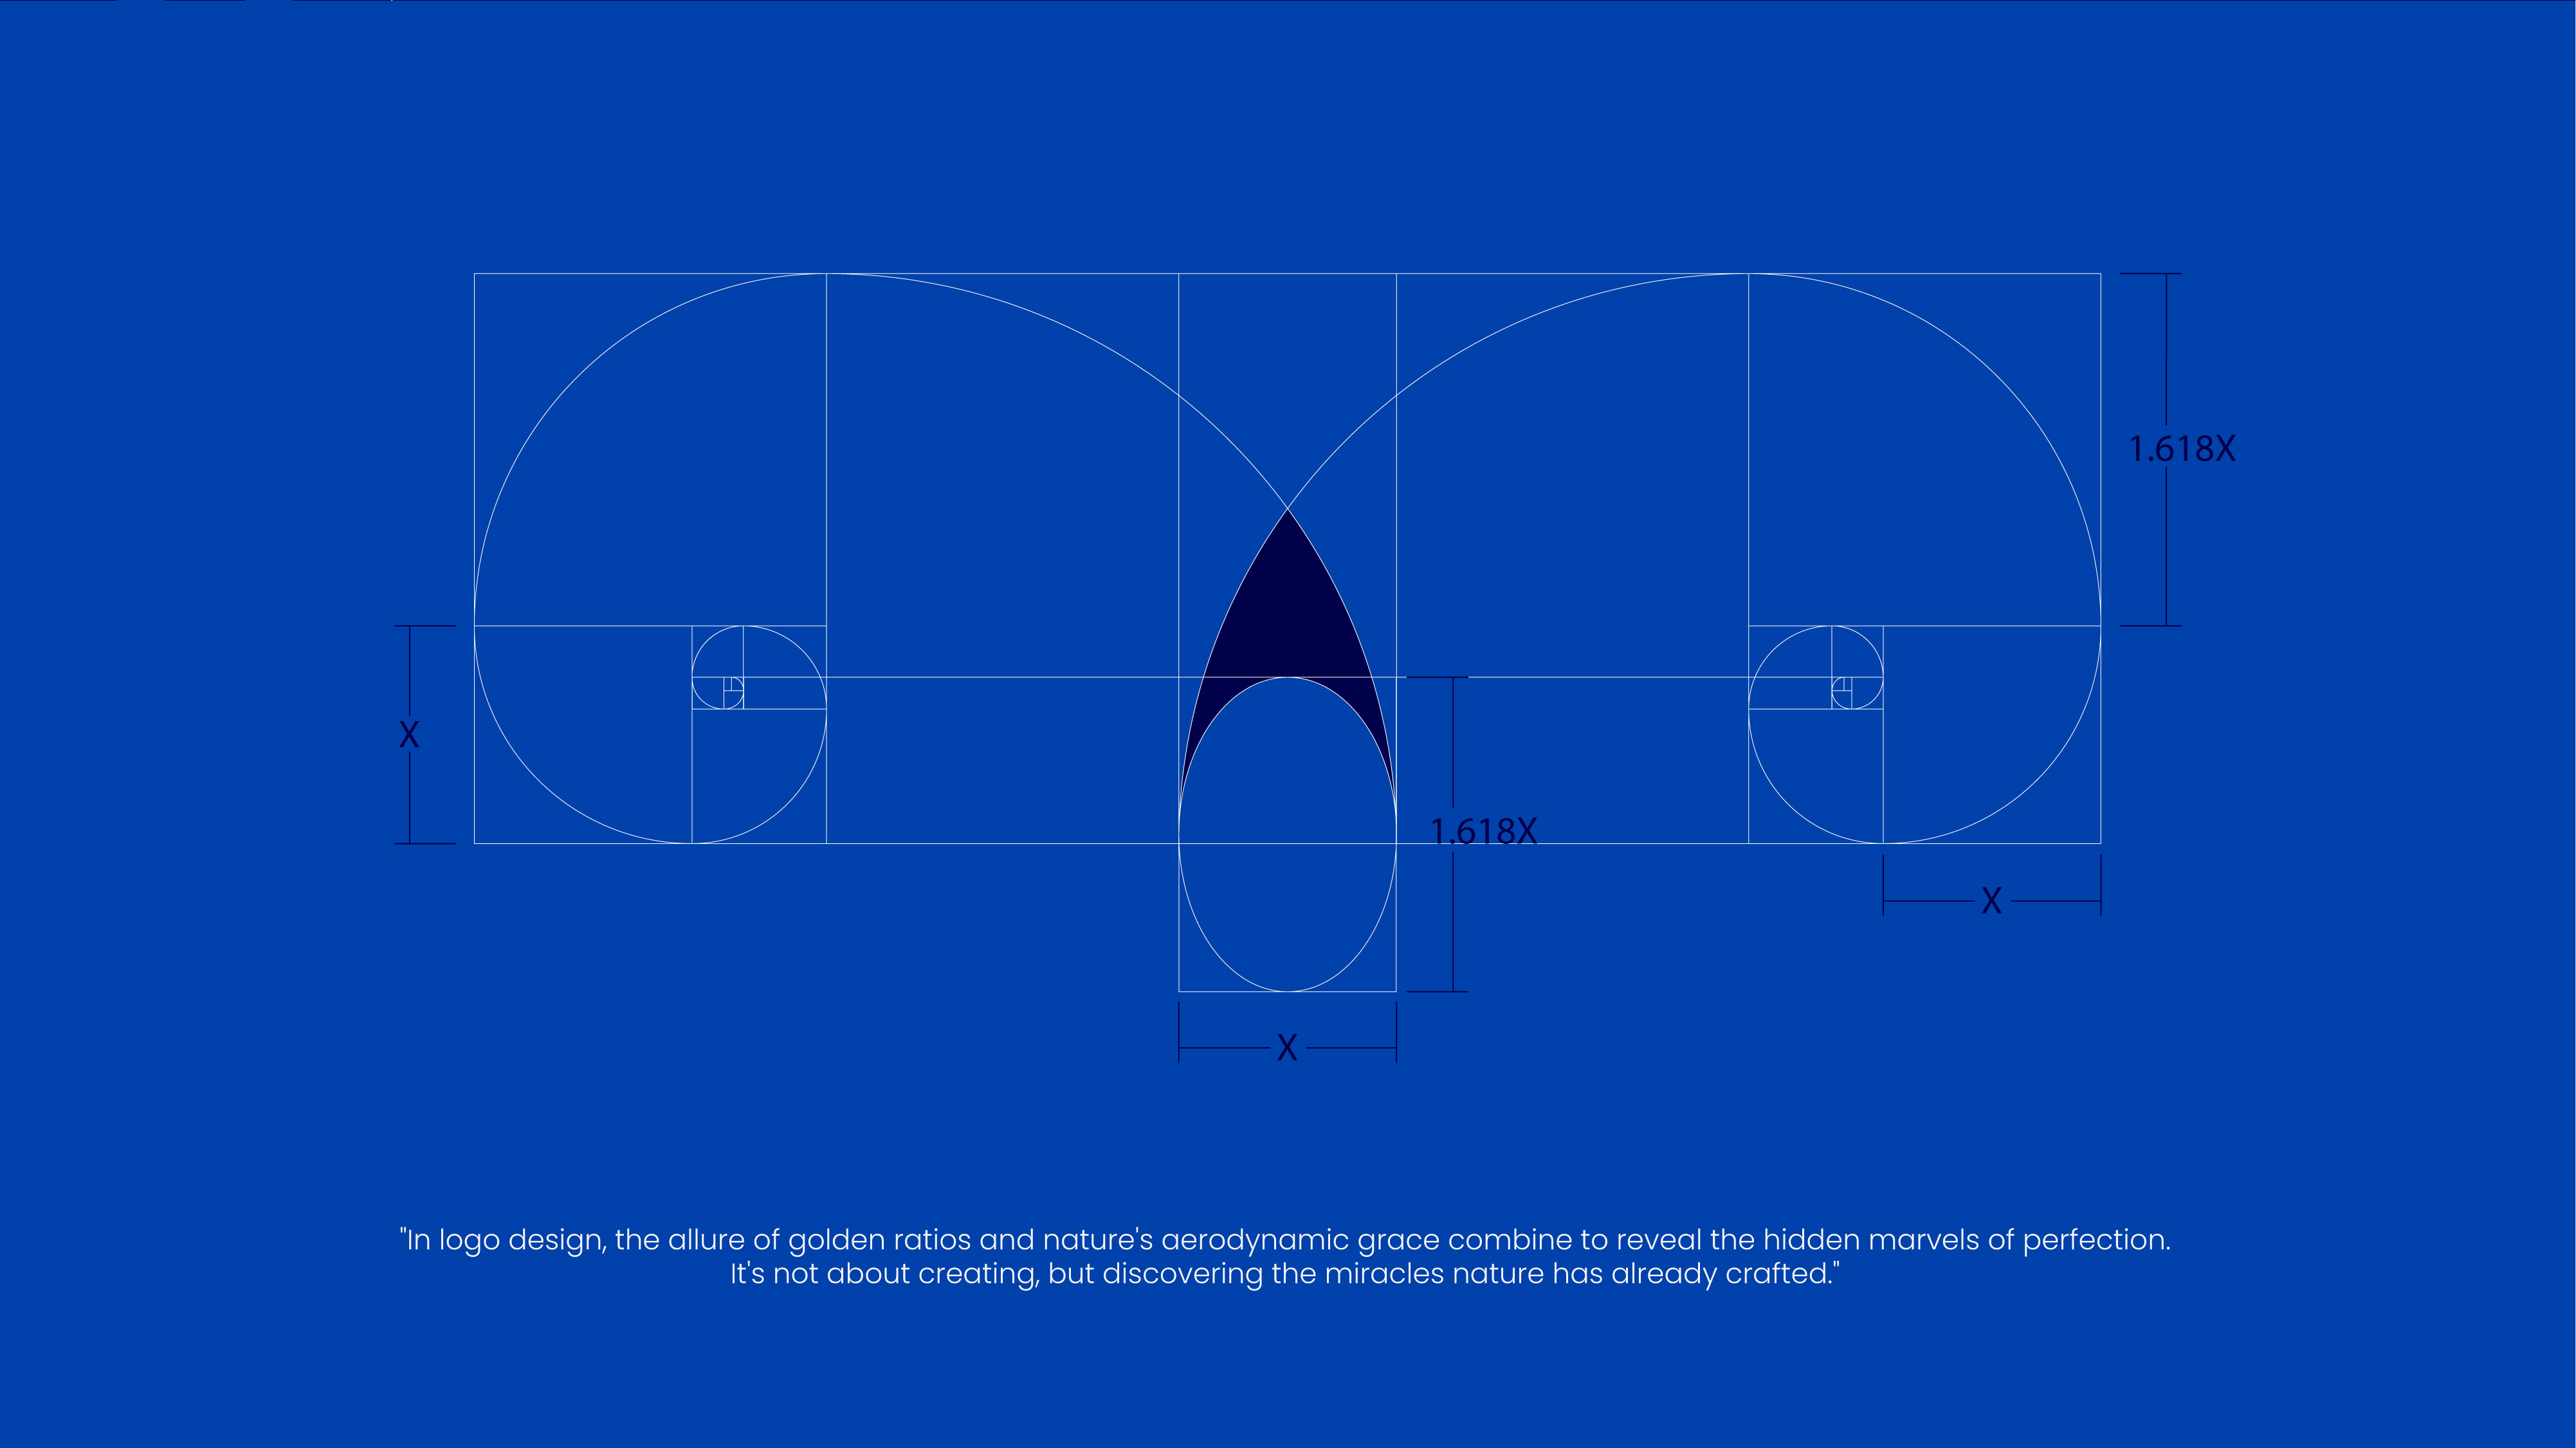 1.618X
X
1.618X
X
X
"In logo design, the allure of golden ratios and nature's aerodynamic grace combine to reveal the hidden marvels of perfection.
It's not about creating, but discovering the miracles nature has already crafted."